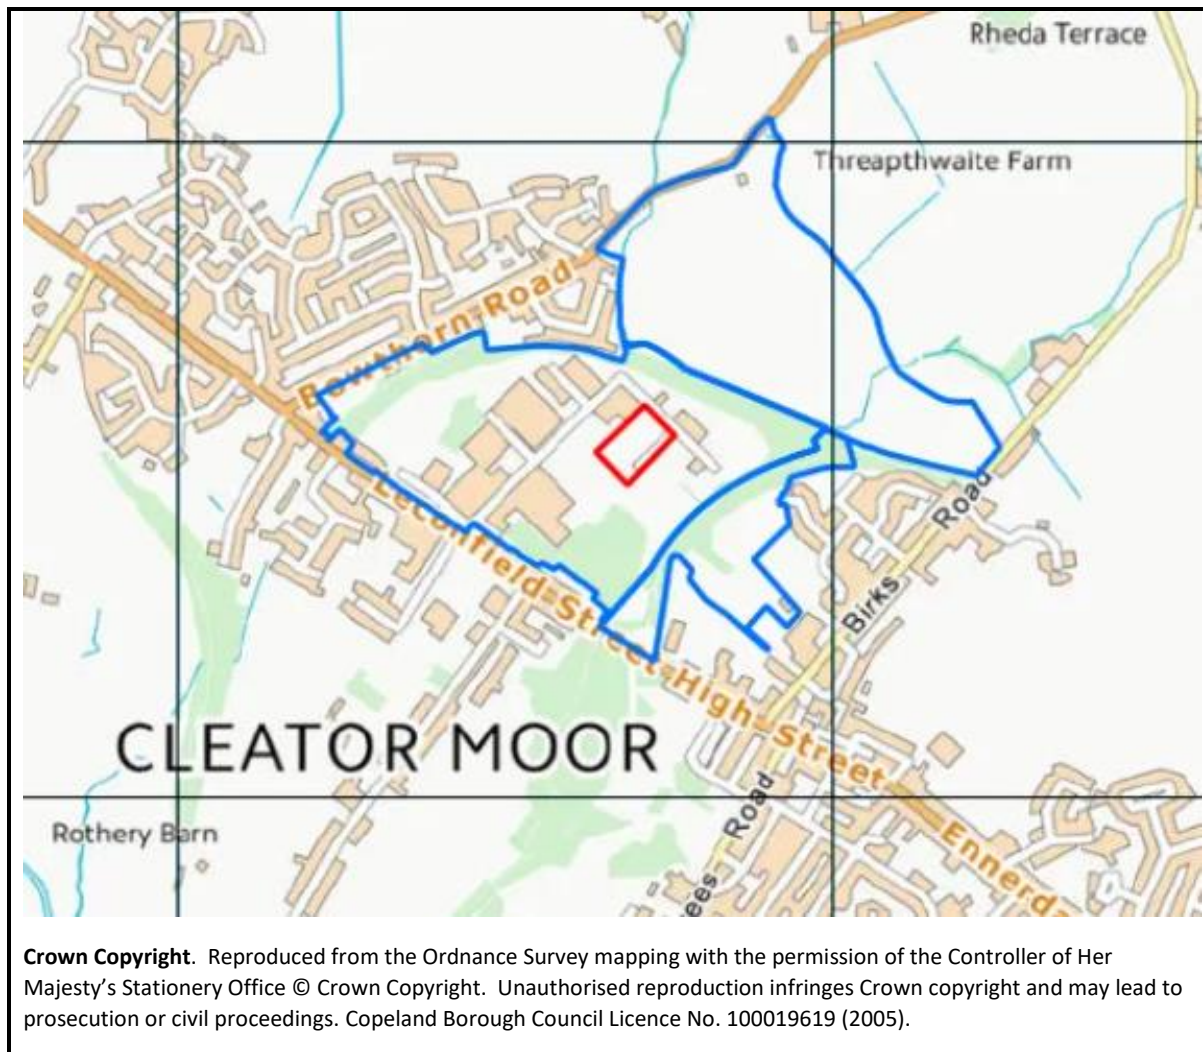 Rheda Terrace
Threapthwaite Farm
Bowthorn Road
Leconfield Street
High Street
Birks Road
CLEATOR MOOR
Rothery Barn
Road
Crown Copyright. Reproduced from the Ordnance Survey mapping with the permission of the Controller of Her
Majesty's Stationery Office © Crown Copyright. Unauthorised reproduction infringes Crown copyright and may lead to
prosecution or civil proceedings. Copeland Borough Council Licence No. 100019619 (2005).